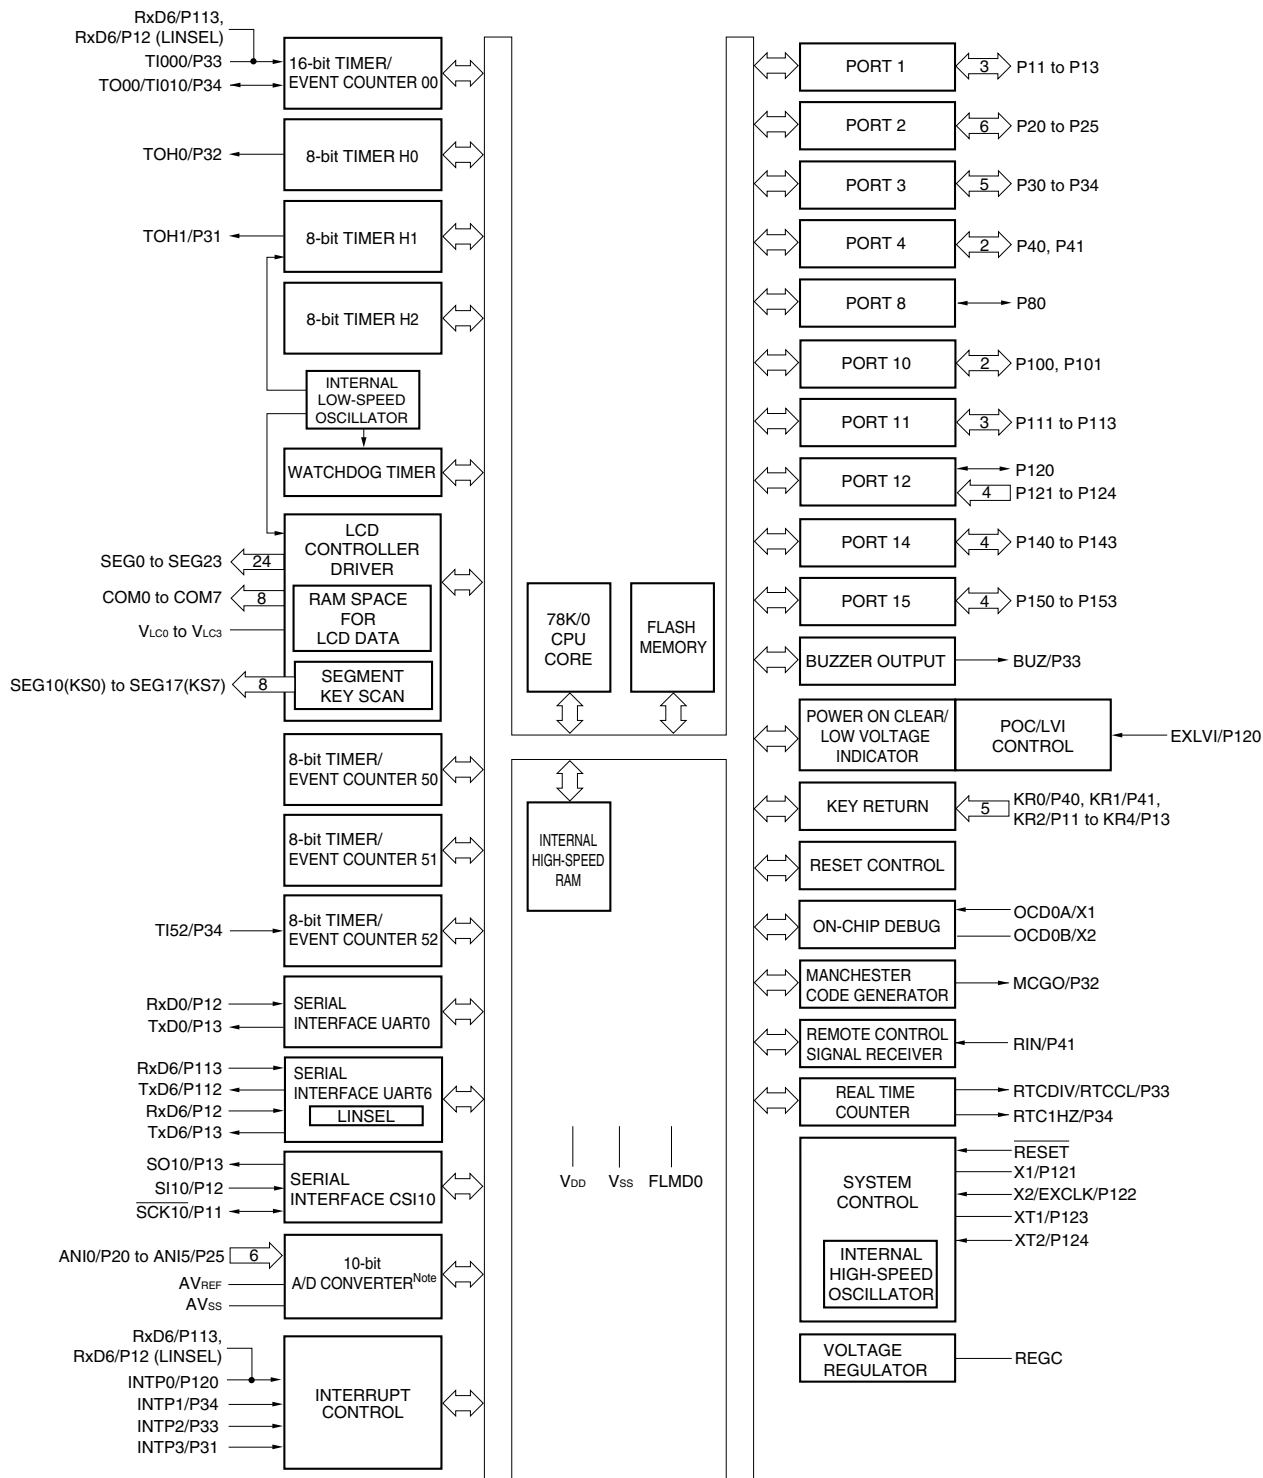 RxD6/P113,
RxD6/P12 (LINSEL)
TI000/P33
TO00/TI010/P34
16-bit TIMER/
EVENT COUNTER 00
TOH0/P32
8-bit TIMER H0
TOH1/P31
8-bit TIMER H1
8-bit TIMER H2
INTERNAL
LOW-SPEED
OSCILLATOR
WATCHDOG TIMER
LCD
CONTROLLER
DRIVER
SEG0 to SEG23
24
COM0 to COM7
8
RAM SPACE
FOR
LCD DATA
VLC0 to VLC3
SEG10(KS0) to SEG17(KS7)
8
SEGMENT
KEY SCAN
8-bit TIMER/
EVENT COUNTER 50
8-bit TIMER/
EVENT COUNTER 51
TI52/P34
8-bit TIMER/
EVENT COUNTER 52
RxD0/P12
TxD0/P13
SERIAL
INTERFACE UART0
RxD6/P113
TxD6/P112
RxD6/P12
TxD6/P13
SERIAL
INTERFACE UART6
LINSEL
SO10/P13
SI10/P12
SCK10/P11
SERIAL
INTERFACE CSI10
ANI0/P20 to ANI5/P25
6
AVREF
AVSS
10-bit
A/D CONVERTERNote
RxD6/P113,
RxD6/P12 (LINSEL)
INTP0/P120
INTP1/P34
INTP2/P33
INTP3/P31
INTERRUPT
CONTROL
78K/0
CPU
CORE
FLASH
MEMORY
INTERNAL
HIGH-SPEED
RAM
VDD
VSS
FLMD0
PORT 1
3
P11 to P13
PORT 2
6
P20 to P25
PORT 3
5
P30 to P34
PORT 4
2
P40, P41
PORT 8
P80
PORT 10
2
P100, P101
PORT 11
3
P111 to P113
PORT 12
P120
4
P121 to P124
PORT 14
4
P140 to P143
PORT 15
4
P150 to P153
BUZZER OUTPUT
BUZ/P33
POWER ON CLEAR/
LOW VOLTAGE
INDICATOR
POC/LVI
CONTROL
EXLVI/P120
KEY RETURN
5
KR0/P40, KR1/P41,
KR2/P11 to KR4/P13
RESET CONTROL
ON-CHIP DEBUG
OCD0A/X1
OCD0B/X2
MANCHESTER
CODE GENERATOR
MCGO/P32
REMOTE CONTROL
SIGNAL RECEIVER
RIN/P41
REAL TIME
COUNTER
RTCDIV/RTCCL/P33
RTC1HZ/P34
SYSTEM
CONTROL
RESET
X1/P121
X2/EXCLK/P122
XT1/P123
XT2/P124
INTERNAL
HIGH-SPEED
OSCILLATOR
VOLTAGE
REGULATOR
REGC